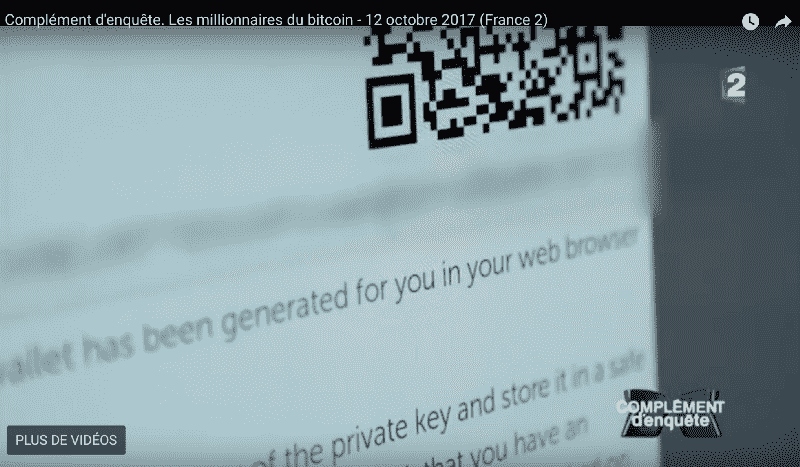 Complément d'enquête. Les millionnaires du bitcoin - 12 octobre 2017 (France 2)
2
wallet has been generated for you in your web browser
of the private key and store it in a safe
that you have an
COMPLÉMENT
d'enquête
PLUS DE VIDÉOS